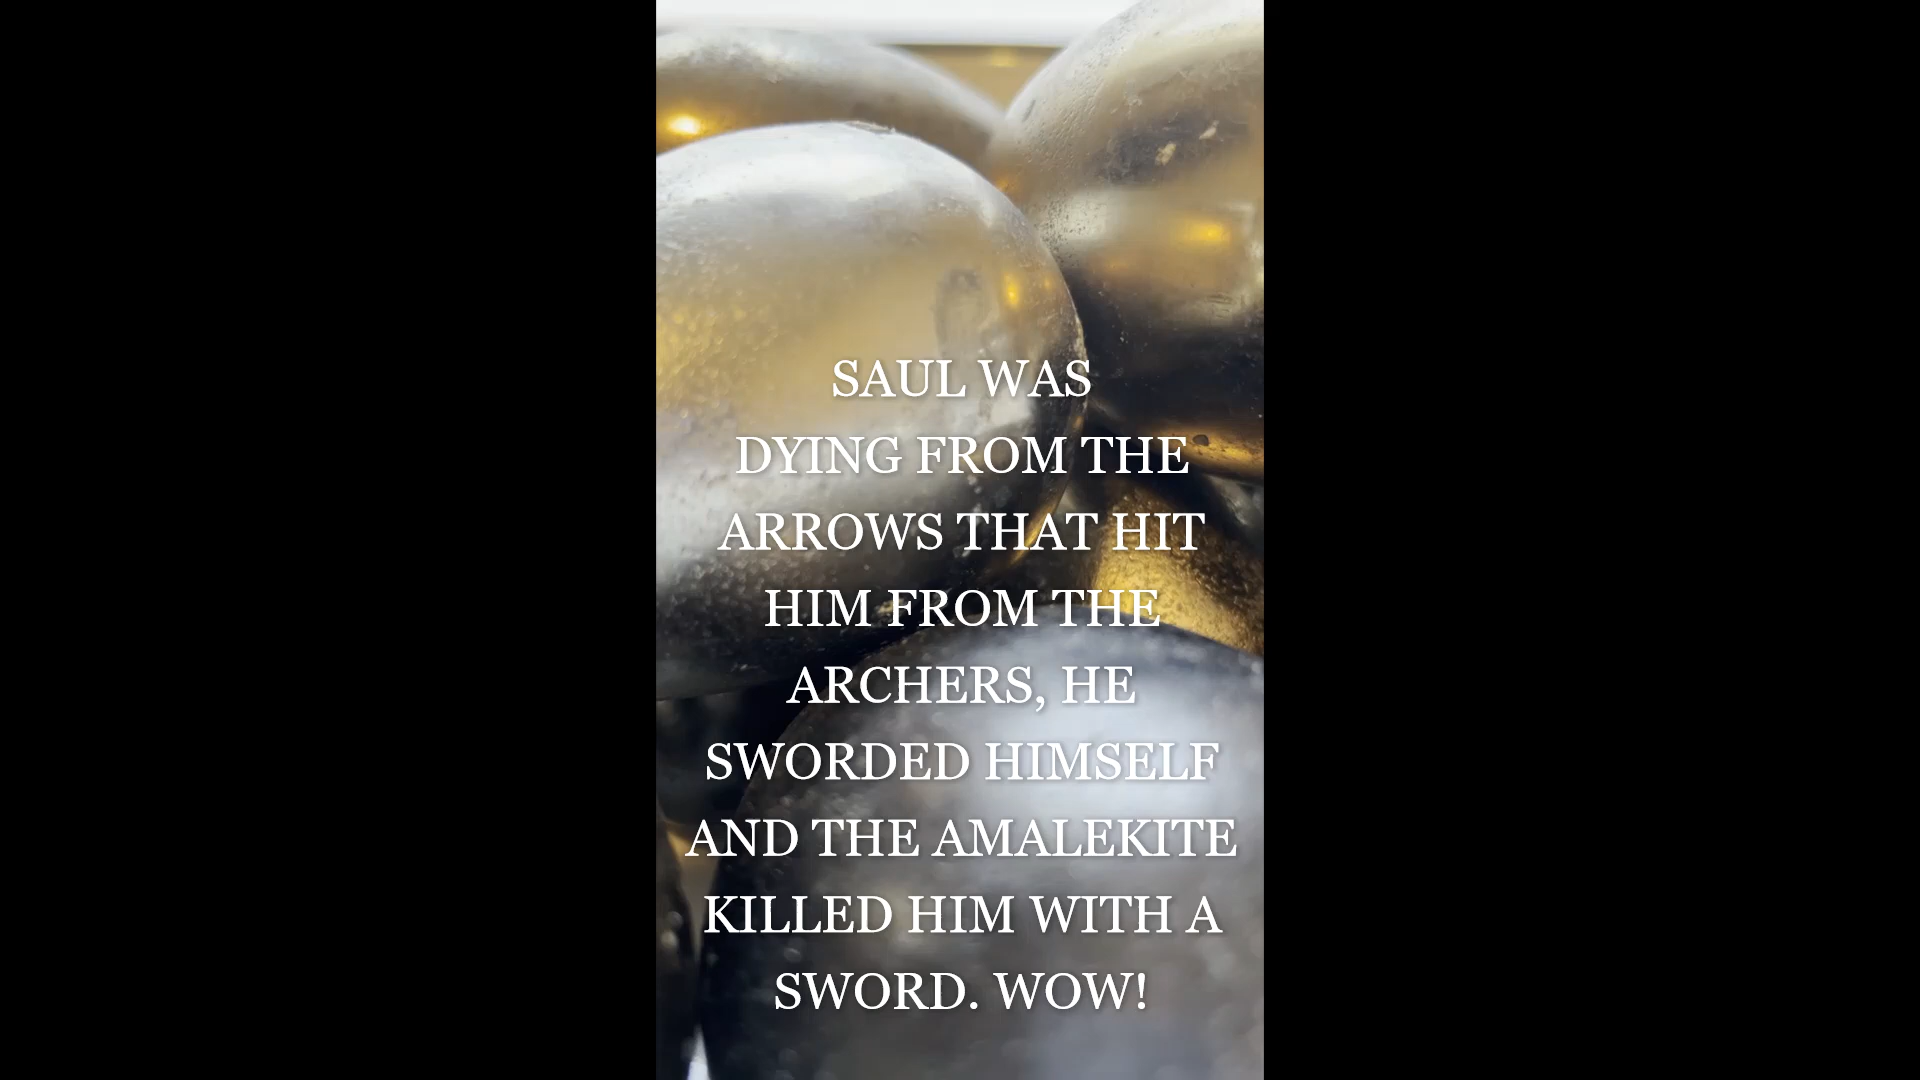 SAUL WAS
DYING FROM THE
ARROWS THAT HIT
HIM FROM THE
ARCHERS, HE
SWORDED HIMSELF
AND THE AMALEKITE
KILLED HIM WITH A
SWORD. WOW!